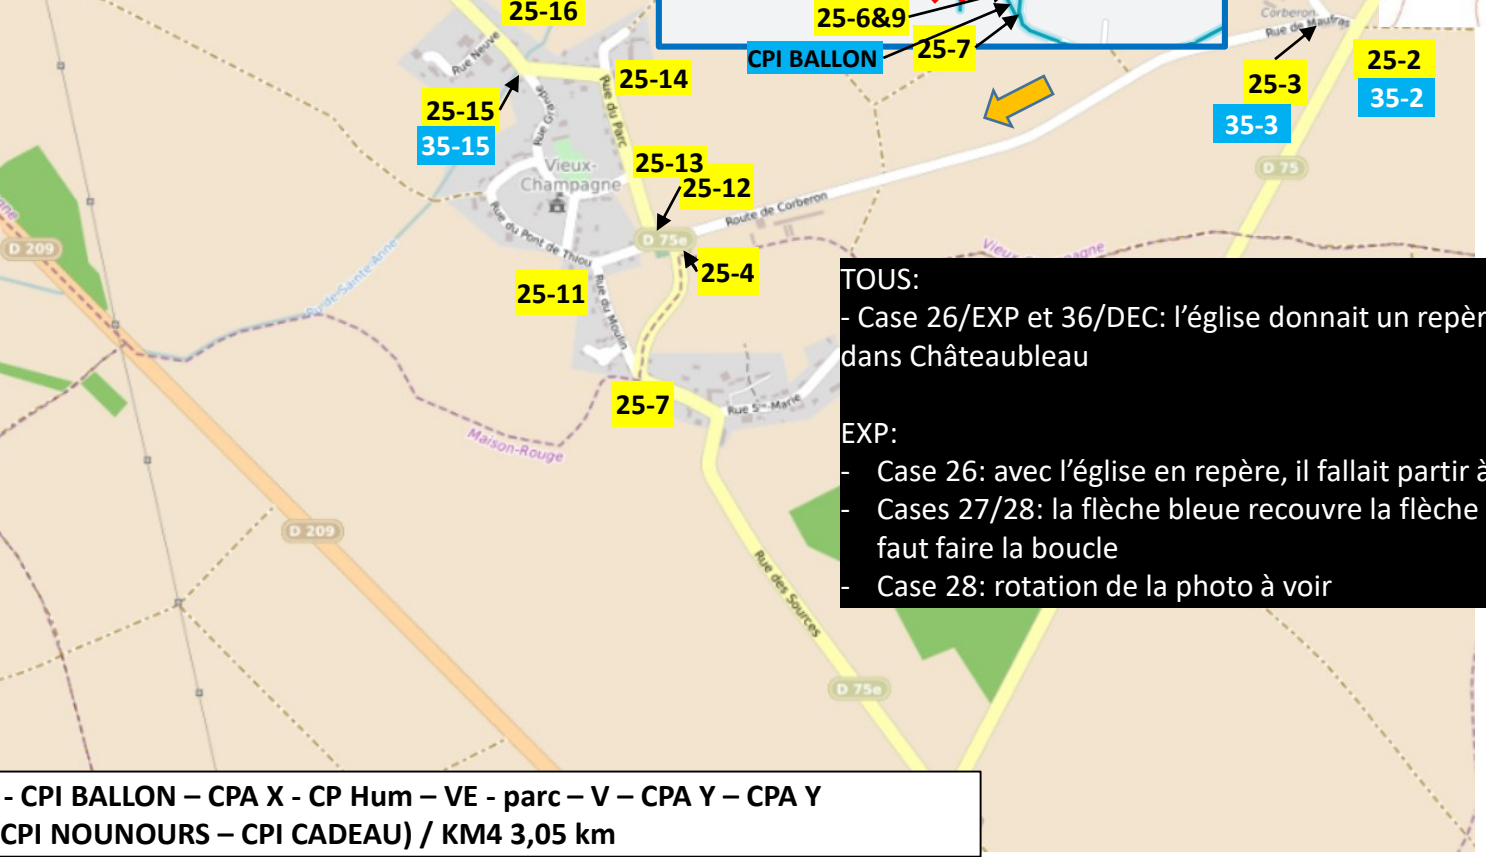 25-16
25-6&9
CPI BALLON
25-7
Corberon
Rue de Maufras
25-3
35-3
25-2
35-2
Rue Neuve
25-14
25-15
35-15
Rue Grande
Rue du Parc
Vieux-
Champagne
25-13
25-12
D 75
Rue du Pont de Thiou
Route de Corberon
D 75e
D 209
Ru de Sainte-Anne
25-4
25-11
Rue du Moulin
25-7
Rue Ste-Marie
Maison-Rouge
D 209
Rue des Sources
D 75e
TOUS:
- Case 26/EXP et 36/DEC: l'église donnait un repèr
dans Châteaubleau
EXP:
- Case 26: avec l'église en repère, il fallait partir à
- Cases 27/28: la flèche bleue recouvre la flèche
faut faire la boucle
- Case 28: rotation de la photo à voir
- CPI BALLON – CPA X - CP Hum – VE - parc – V – CPA Y – CPA Y
CPI NOUNOURS – CPI CADEAU) / KM4 3,05 km